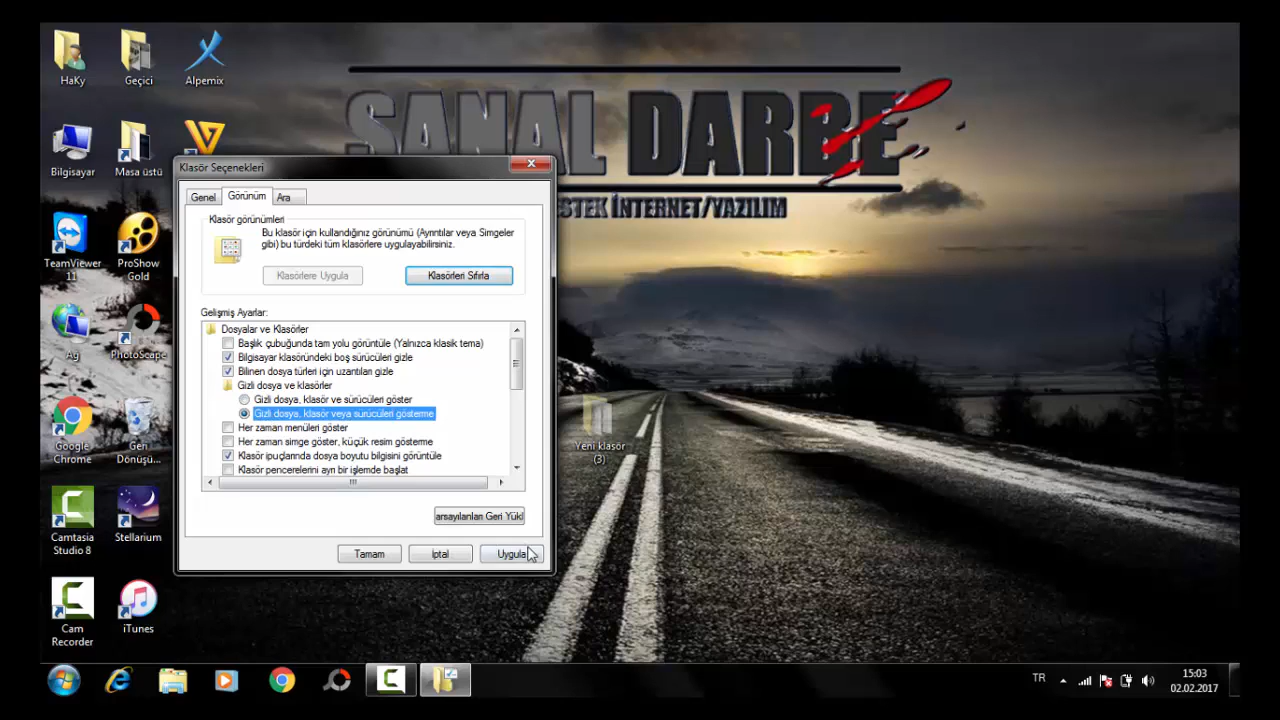 HaKy
Geçici
Alpemix
SANAL DARBE
Bilgisayar
Masa üstü
Klasör Seçenekleri
STEK İNTERNET/YAZILIM
Genel
Görünüm
Ara
Klasör görünümleri
Bu klasör için kullandığınız görünümü (Ayrıntılar veya Simgeler
gibi) bu türdeki tüm klasörlere uygulayabilirsiniz.
Klasörlere Uygula
Klasörleri Sıfırla
TeamViewer
11
ProShow
Gold
Gelişmiş Ayarlar:
Dosyalar ve Klasörler
Başlık çubuğunda tam yolu görüntüle (Yalnızca klasik tema)
Bilgisayar klasöründeki boş sürücüleri gizle
Bilinen dosya türleri için uzantıları gizle
Gizli dosya ve klasörler
Gizli dosya, klasör ve sürücüleri göster
Gizli dosya, klasör veya sürücüleri gösterme
Her zaman menüleri göster
Her zaman simge göster, küçük resim gösterme
Klasör ipuçlarında dosya boyutu bilgisini görüntüle
Klasör pencerelerini ayrı bir işlemde başlat
Ağ
PhotoScape
Google
Chrome
Geri
Dönüşü...
Yeni klasör
(3)
arsayılanları Geri Yükl
Tamam
İptal
Uygula
Camtasia
Studio 8
Stellarium
Cam
Recorder
iTunes
TR
15:03
02.02.2017